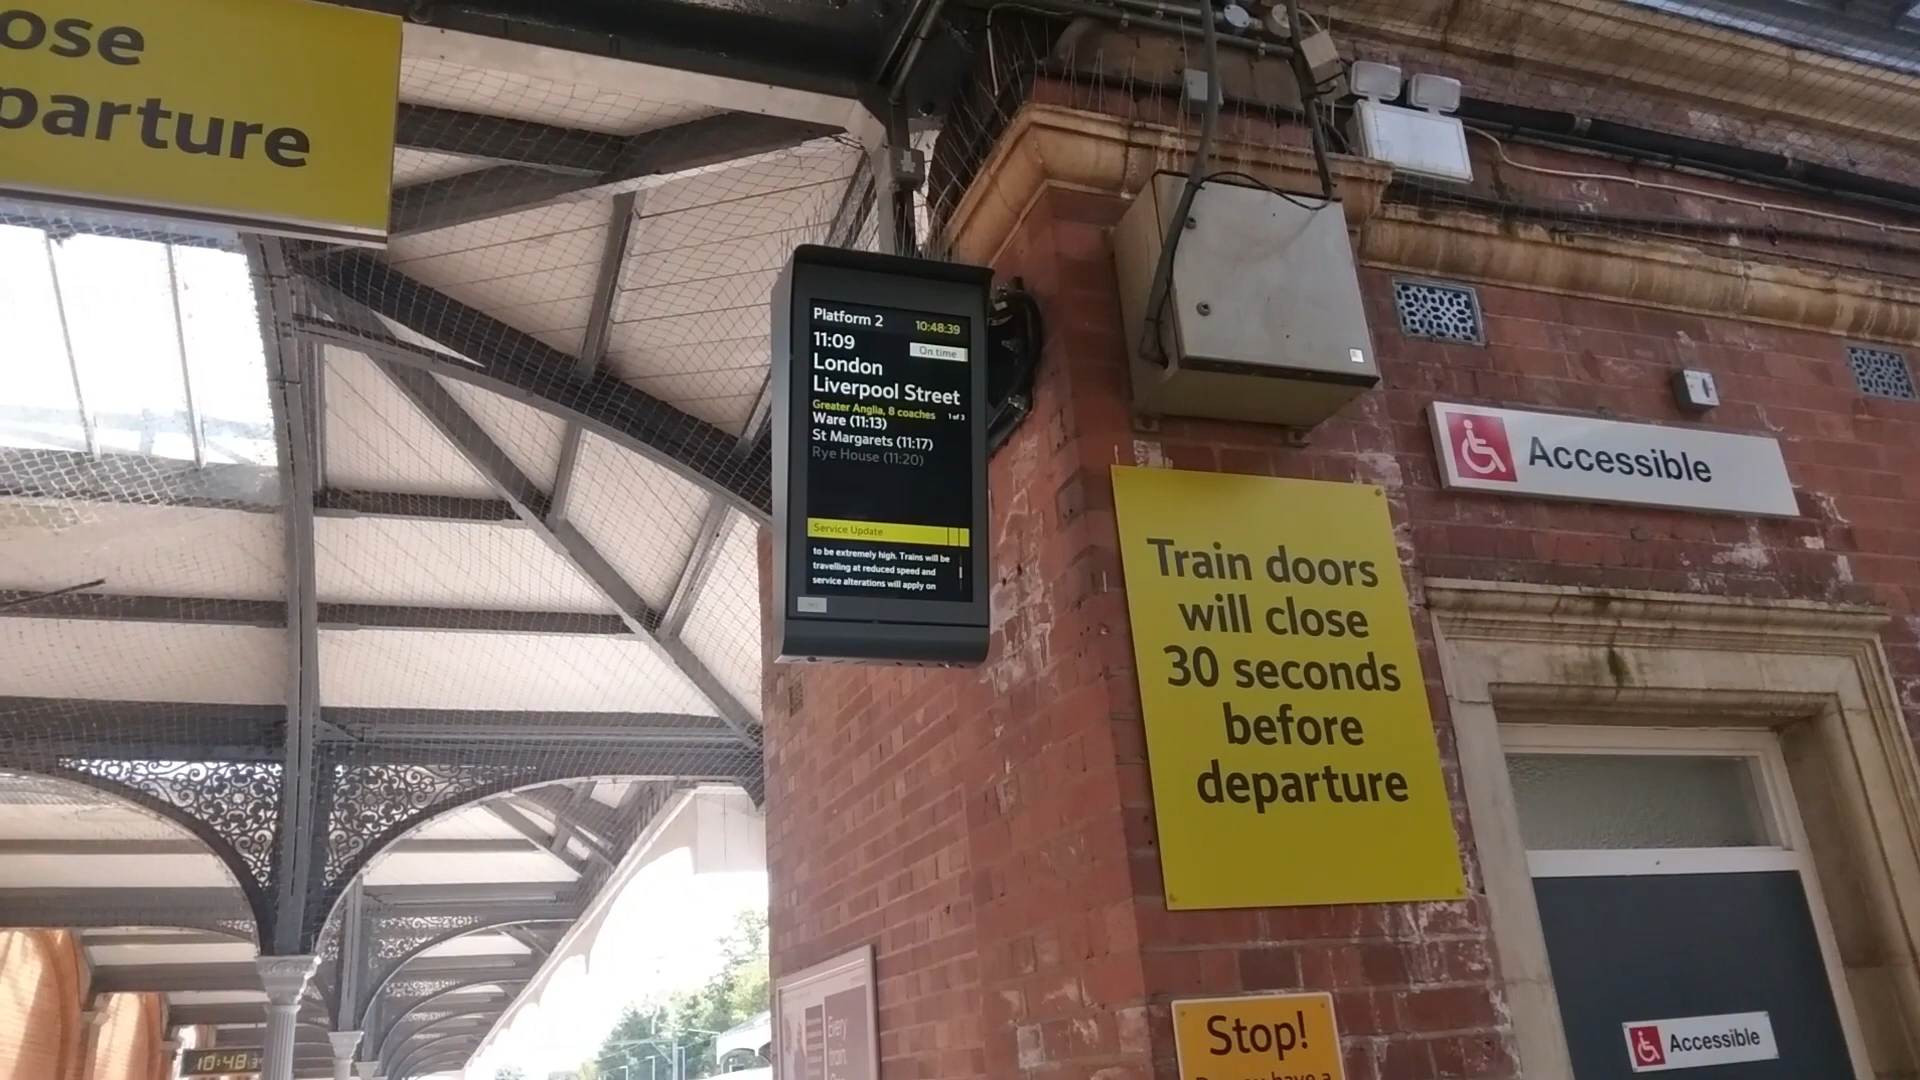 ose
parture
Platform 2 10:48:39
11:09 On time
London
Liverpool Street
Greater Anglia, 8 coaches 1 of 3
Ware (11:13)
St Margarets (11:17)
Rye House (11:20)
Service Update
to be extremely high. Trains will be
travelling at reduced speed and
service alterations will apply on
Accessible
Train doors
will close
30 seconds
before
departure
Accessible
Stop!
have a
Every
train.
10:48